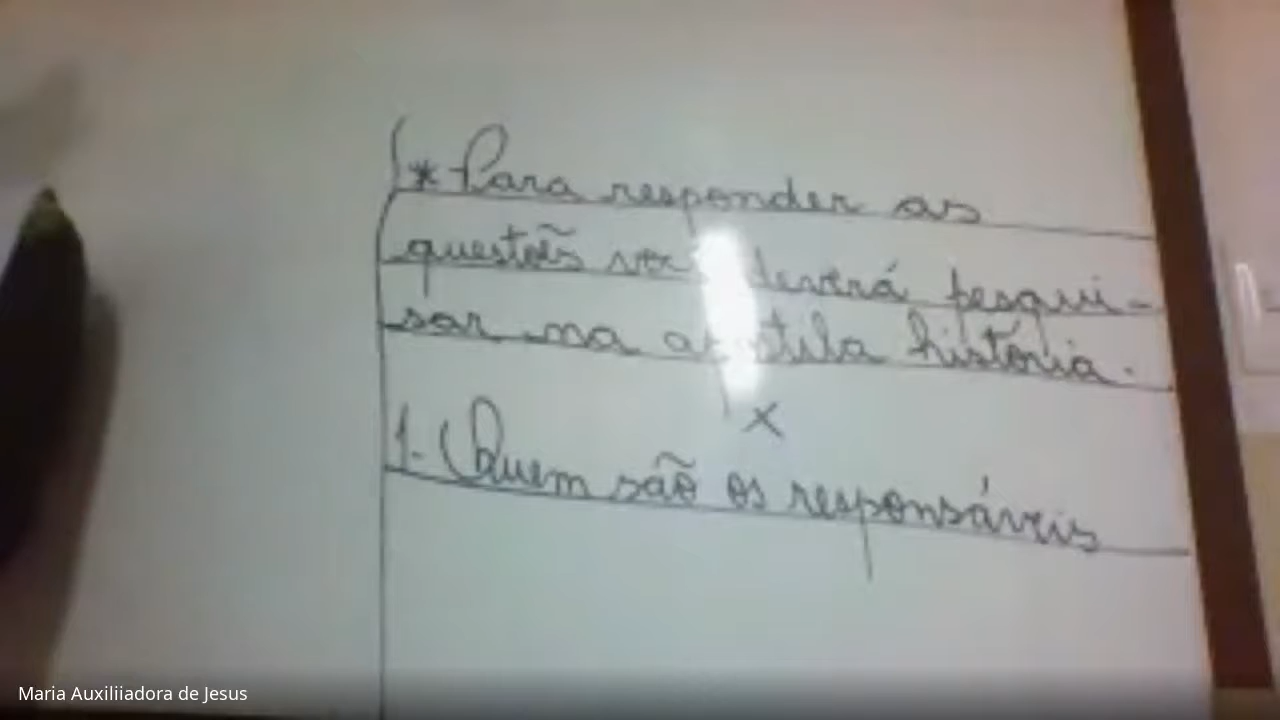 * Para responder as
questões deverá pesqui-
sar na apostila história.
x
1. Quem são os responsáveis
Maria Auxiliiadora de Jesus